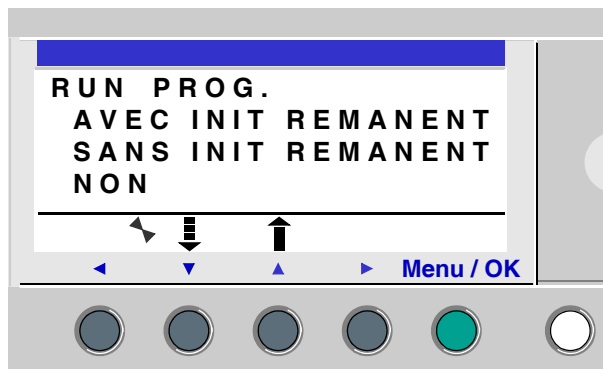 RUN PROG.
AVEC INIT REMANENT
SANS INIT REMANENT
NON
Menu / OK